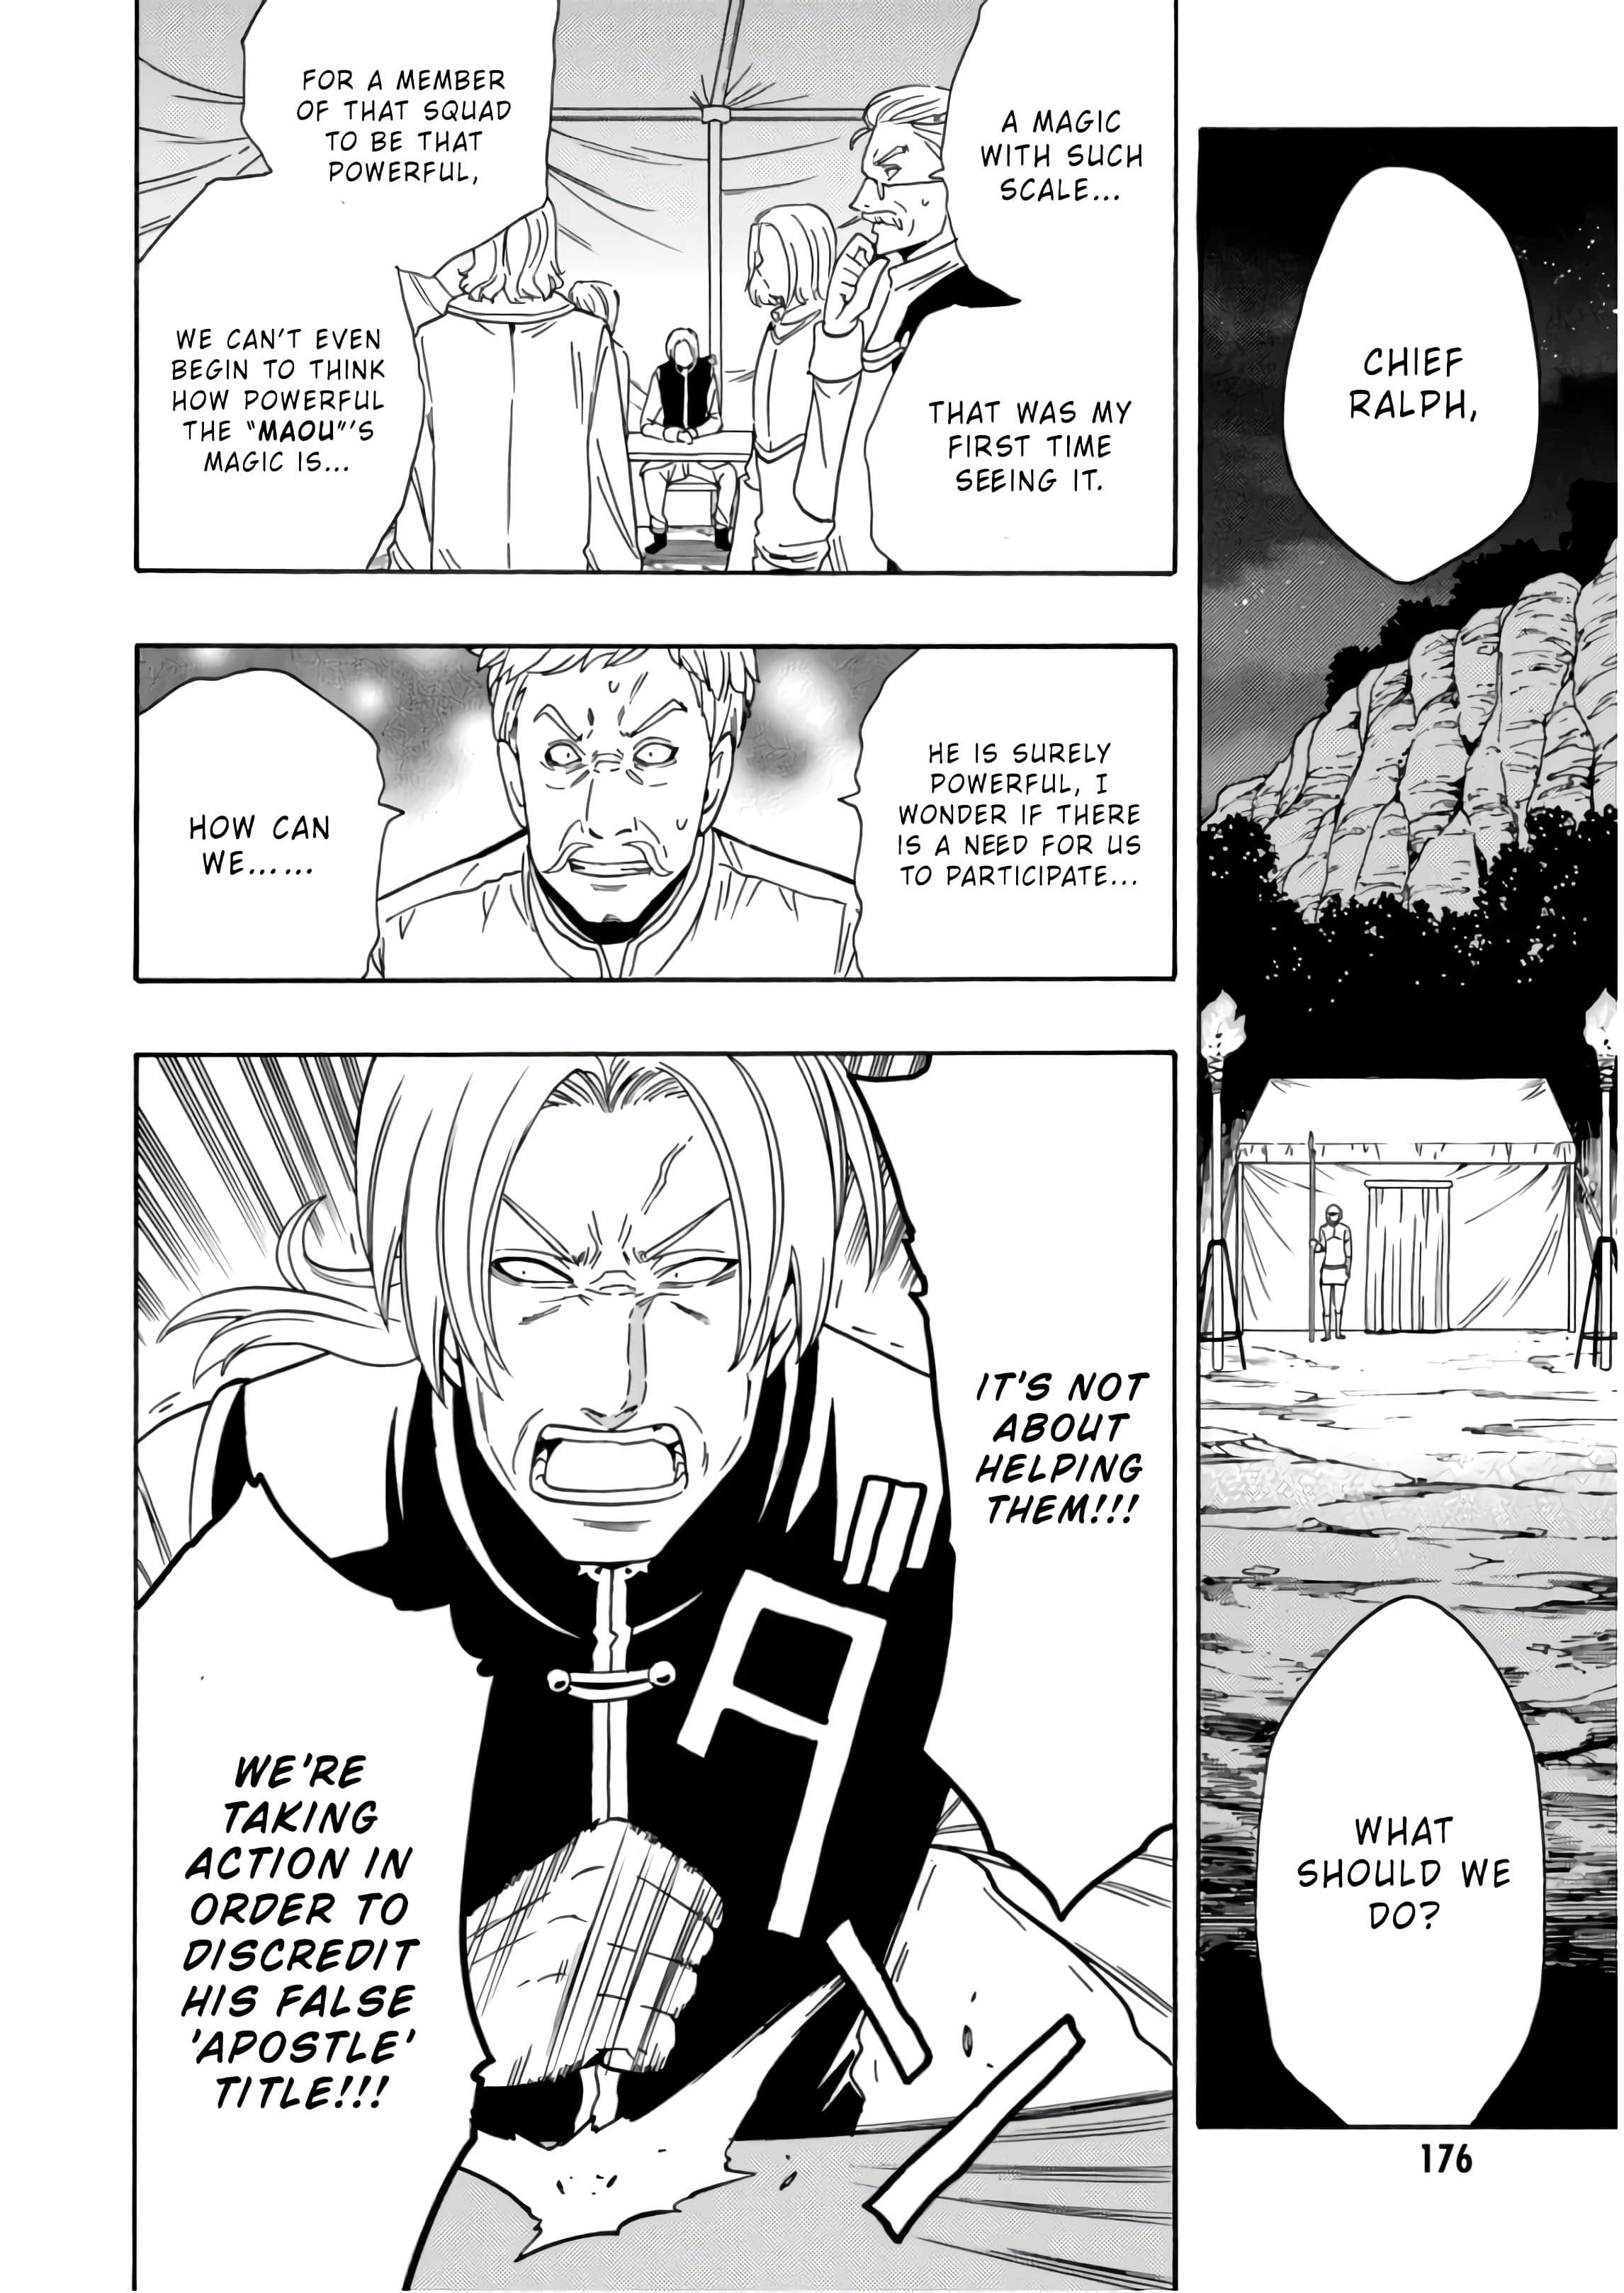 CHIEF
RALPH,
WHAT
SHOULD WE
DO?
A MAGIC
WITH SUCH
SCALE...
THAT WAS MY
FIRST TIME
SEEING IT.
FOR A MEMBER
OF THAT SQUAD
TO BE THAT
POWERFUL,
WE CAN'T EVEN
BEGIN TO THINK
HOW POWERFUL
THE "MAOU"'S
MAGIC IS...
HE IS SURELY
POWERFUL, I
WONDER IF THERE
IS A NEED FOR US
TO PARTICIPATE...
HOW CAN
WE......
IT'S NOT
ABOUT
HELPING
THEM!!!
WE'RE
TAKING
ACTION IN
ORDER TO
DISCREDIT
HIS FALSE
'APOSTLE'
TITLE!!!
176